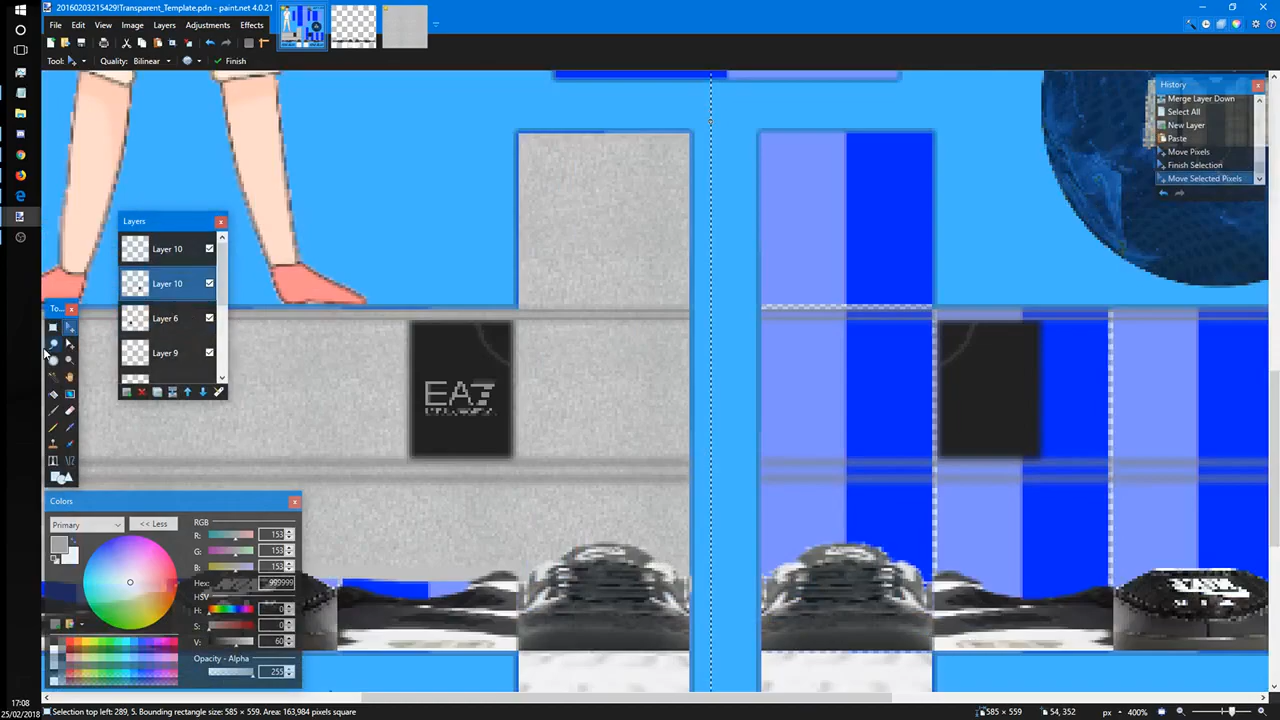 20160203215429!Transparent_Template.pdn - paint.net 4.0.21
File Edit View Image Layers Adjustments Effects
Tool: Quality: Bilinear Finish
History
Merge Layer Down
Select All
New Layer
Paste
Move Pixels
Finish Selection
Move Selected Pixels
Layers
Layer 10
Layer 10
Layer 6
Layer 9
To...
EA7
Colors
Primary << Less
RGB
R: 153
G: 153
B: 153
Hex: 999999
HSV
H: 0
S: 0
V: 60
Opacity - Alpha
255
17:08
25/02/2018
Selection top left: 289, 5. Bounding rectangle size: 585 × 559. Area: 163,984 pixels square
585 × 559 54, 352 px 400%